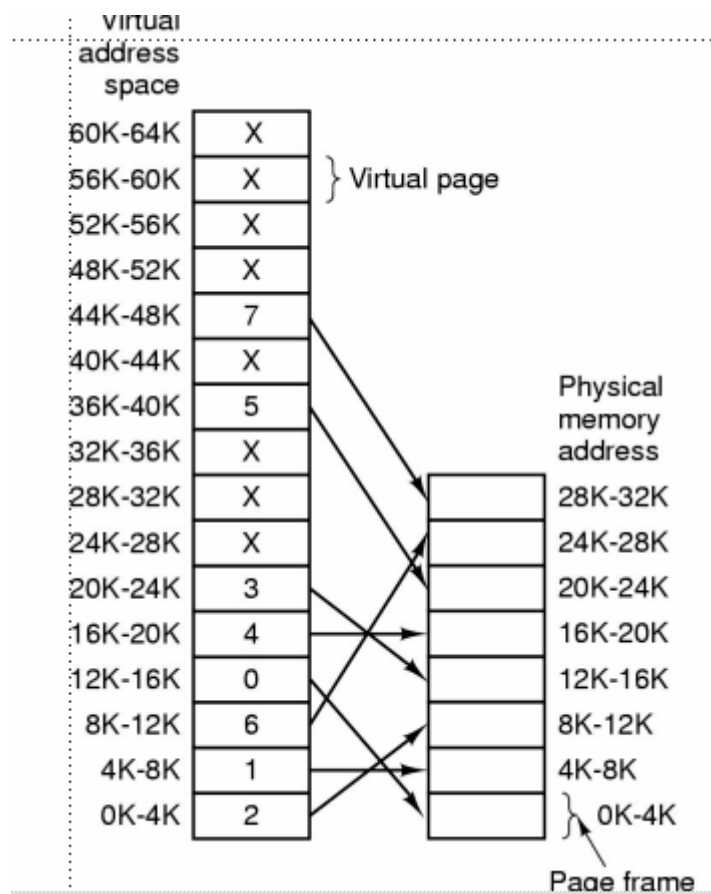 Virtual
address
space
60K-64K X
56K-60K X } Virtual page
52K-56K X
48K-52K X
44K-48K 7
40K-44K X
36K-40K 5
32K-36K X
28K-32K X
24K-28K X
20K-24K 3
16K-20K 4
12K-16K 0
8K-12K 6
4K-8K 1
0K-4K 2
Physical
memory
address
28K-32K
24K-28K
20K-24K
16K-20K
12K-16K
8K-12K
4K-8K
} 0K-4K
Page frame